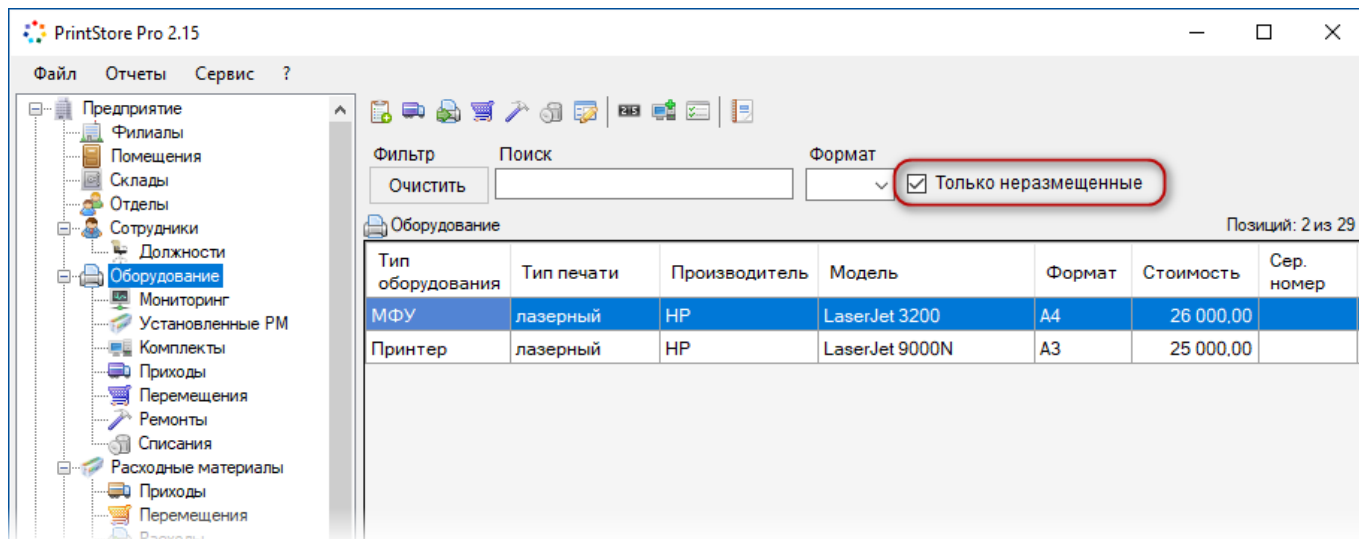 PrintStore Pro 2.15
Файл Отчеты Сервис ?
Предприятие
Филиалы
Помещения
Склады
Отделы
Сотрудники
Должности
Оборудование
Мониторинг
Установленные РМ
Комплекты
Приходы
Перемещения
Ремонты
Списания
Расходные материалы
Приходы
Перемещения
Расходы
Фильтр Поиск Формат
Очистить Только неразмещенные
Оборудование Позиций: 2 из 29
Тип оборудования Тип печати Производитель Модель Формат Стоимость Сер. номер
МФУ лазерный HP LaserJet 3200 A4 26 000,00
Принтер лазерный HP LaserJet 9000N A3 25 000,00